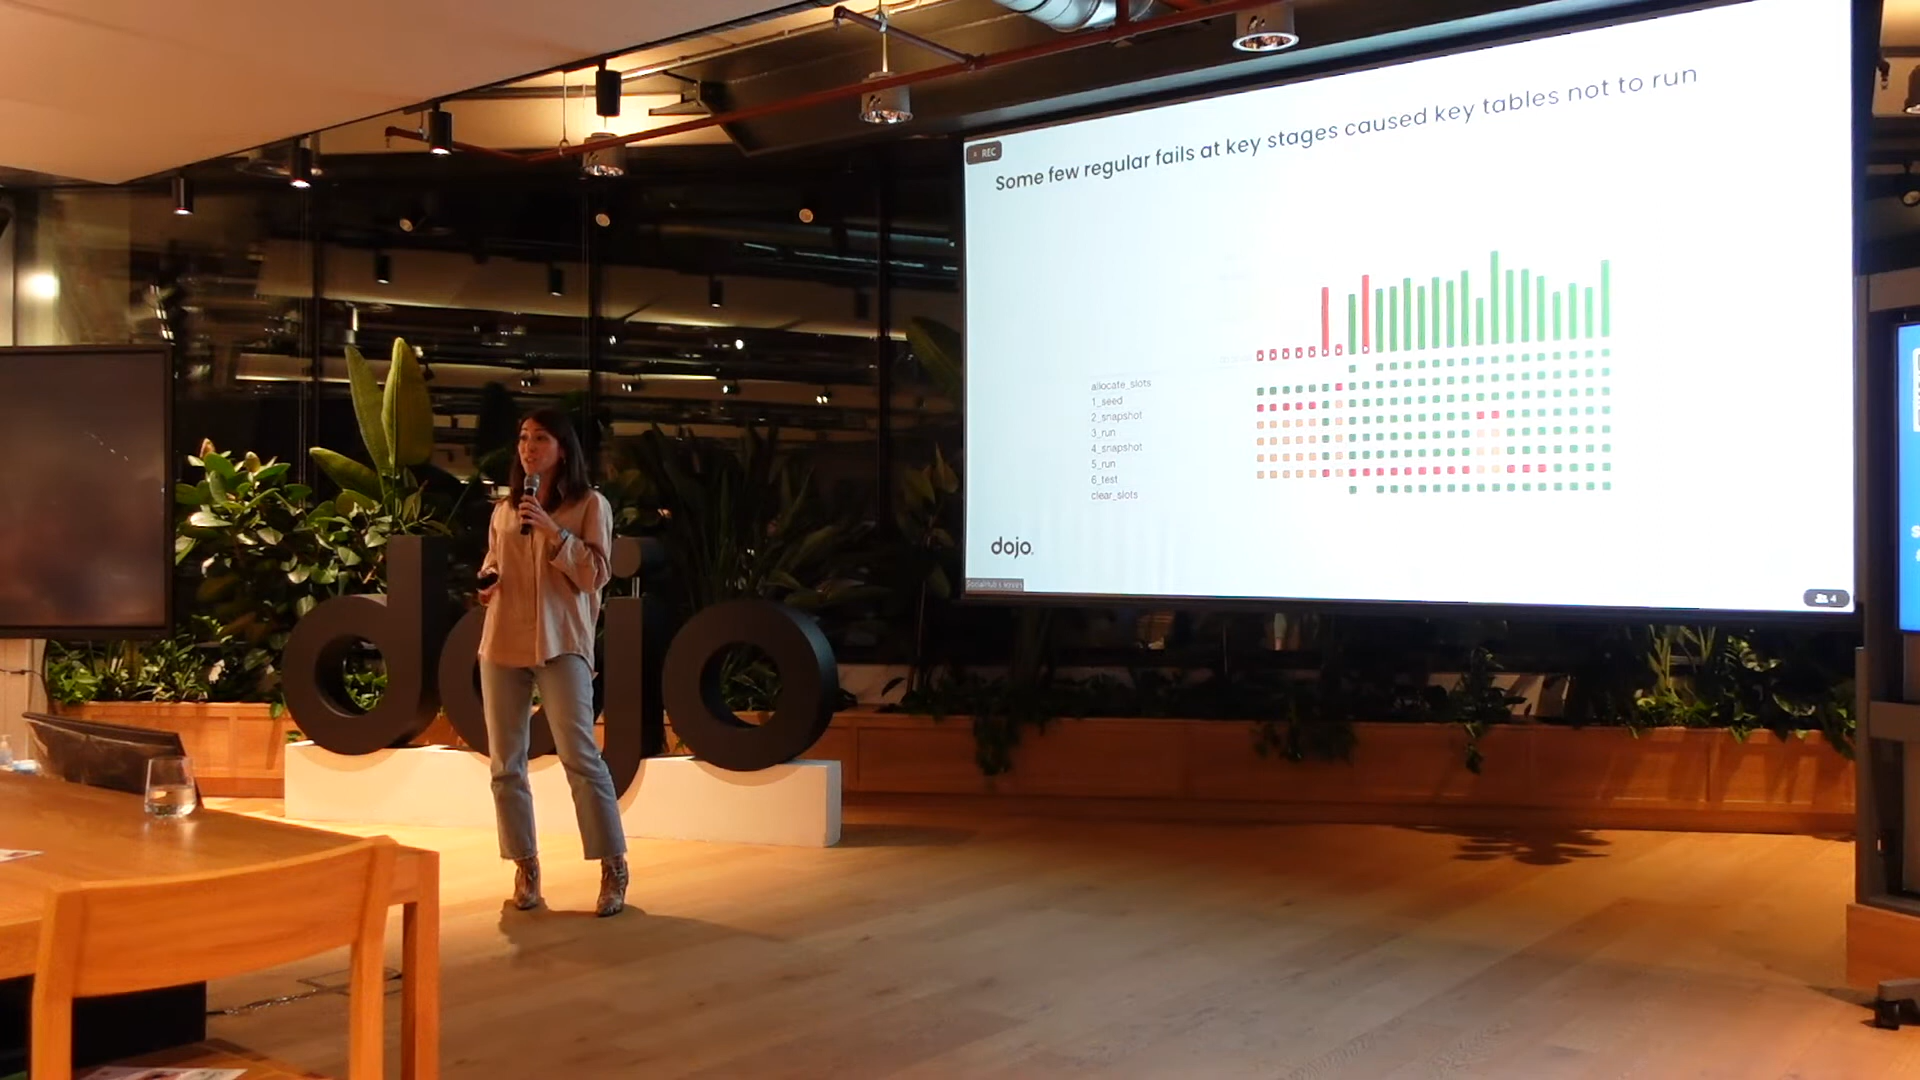 REC
Some few regular fails at key stages caused key tables not to run
allocate_slots
1_seed
2_snapshot
3_run
4_snapshot
5_run
6_test
clear_slots
dojo.
4
dojo